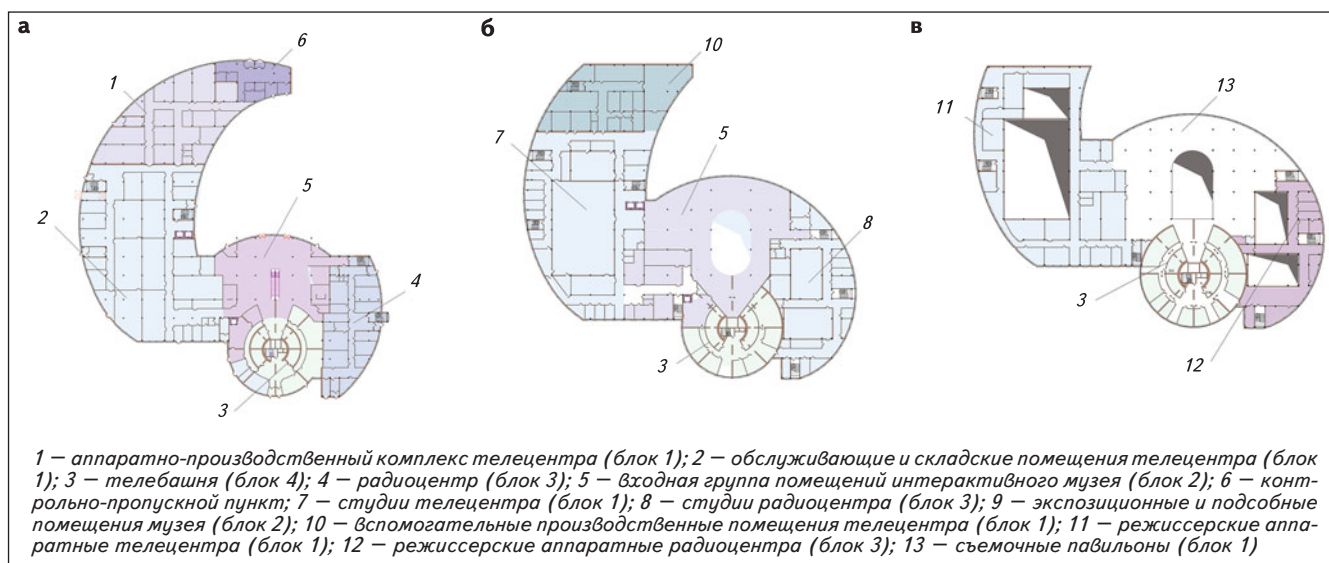 а
б
в
6
1
5
2
4
3
10
7
5
8
3
13
11
3
12
1 — аппаратно-производственный комплекс телецентра (блок 1); 2 — обслуживающие и складские помещения телецентра (блок
1); 3 — телебашня (блок 4); 4 — радиоцентр (блок 3); 5 — входная группа помещений интерактивного музея (блок 2); 6 — конт-
рольно-пропускной пункт; 7 — студии телецентра (блок 1); 8 — студии радиоцентра (блок 3); 9 — экспозиционные и подсобные
помещения музея (блок 2); 10 — вспомогательные производственные помещения телецентра (блок 1); 11 — режиссерские аппа-
ратные телецентра (блок 1); 12 — режиссерские аппаратные радиоцентра (блок 3); 13 — съемочные павильоны (блок 1)